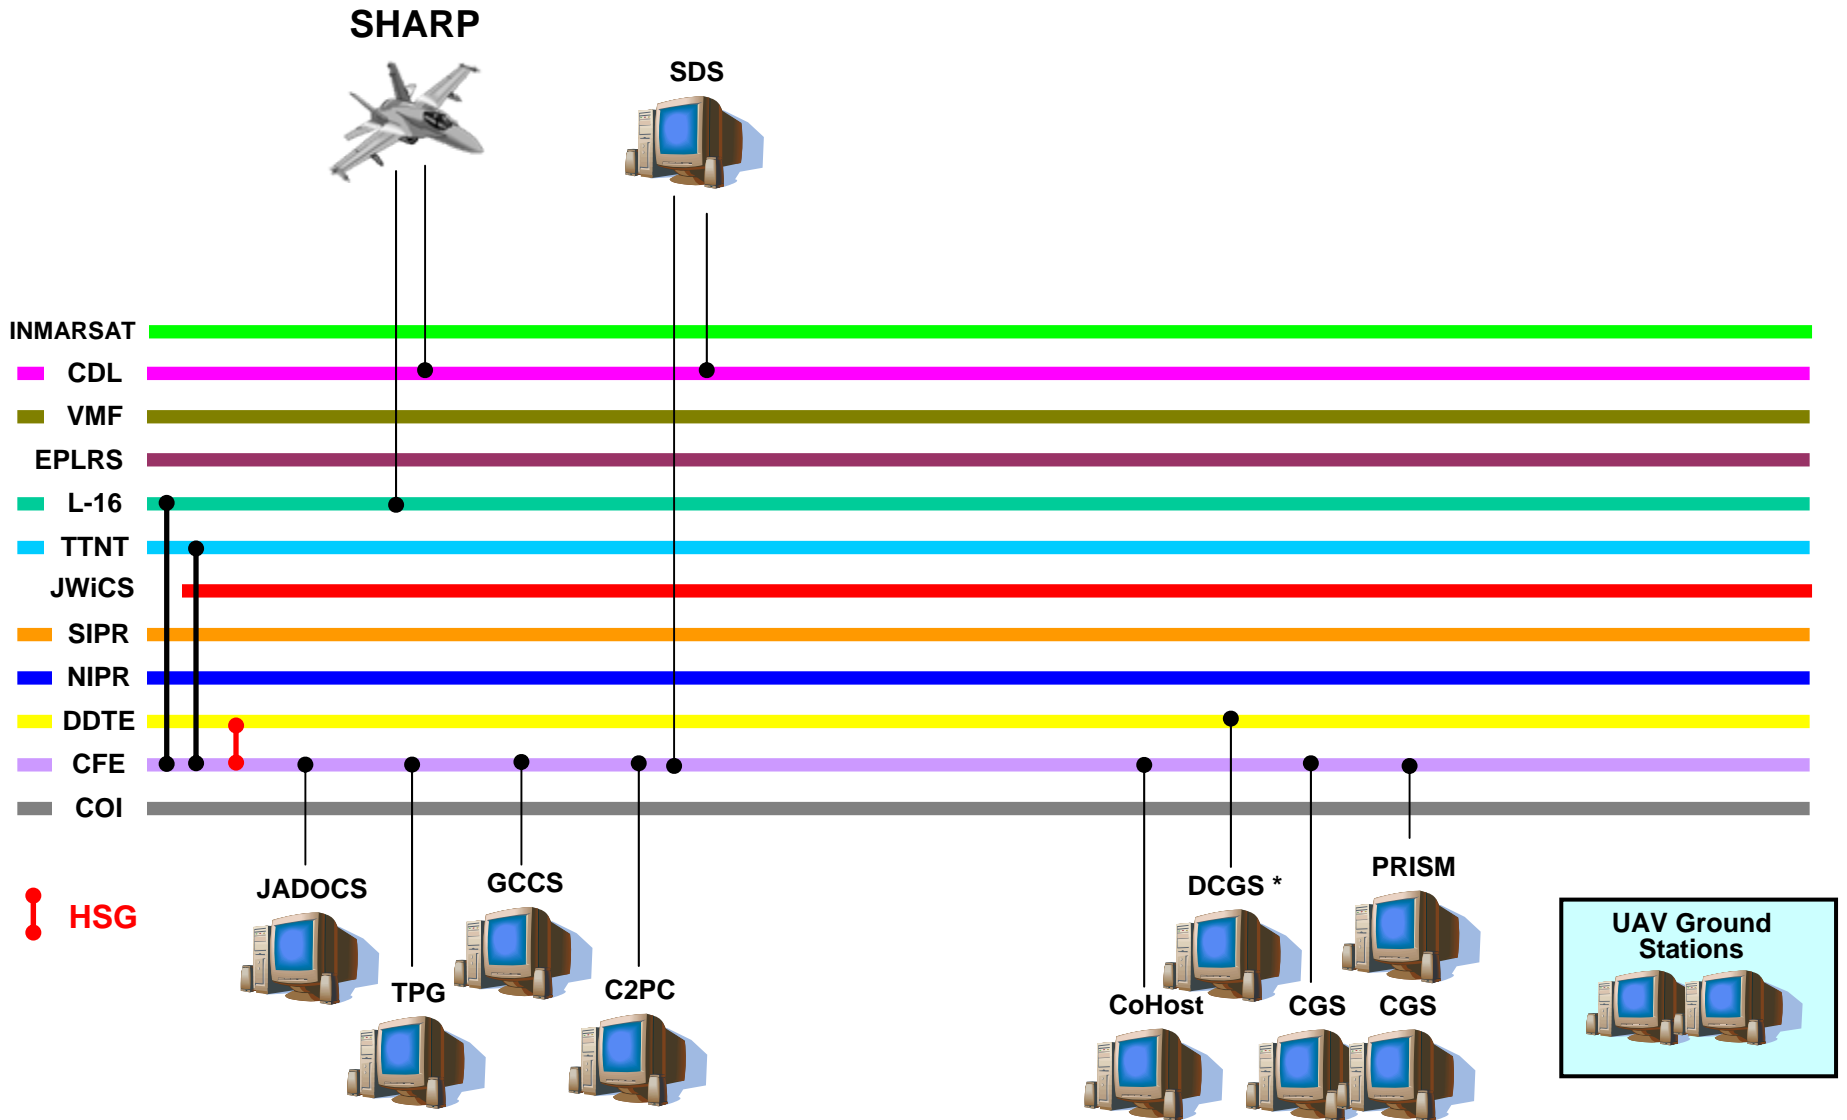 SHARP
SDS
INMARSAT
CDL
VMF
EPLRS
L-16
TTNT
JWiCS
SIPR
NIPR
DDTE
CFE
COI
HSG
JADOCS
GCCS
TPG
C2PC
DCGS *
PRISM
CoHost
CGS
CGS
UAV Ground
Stations